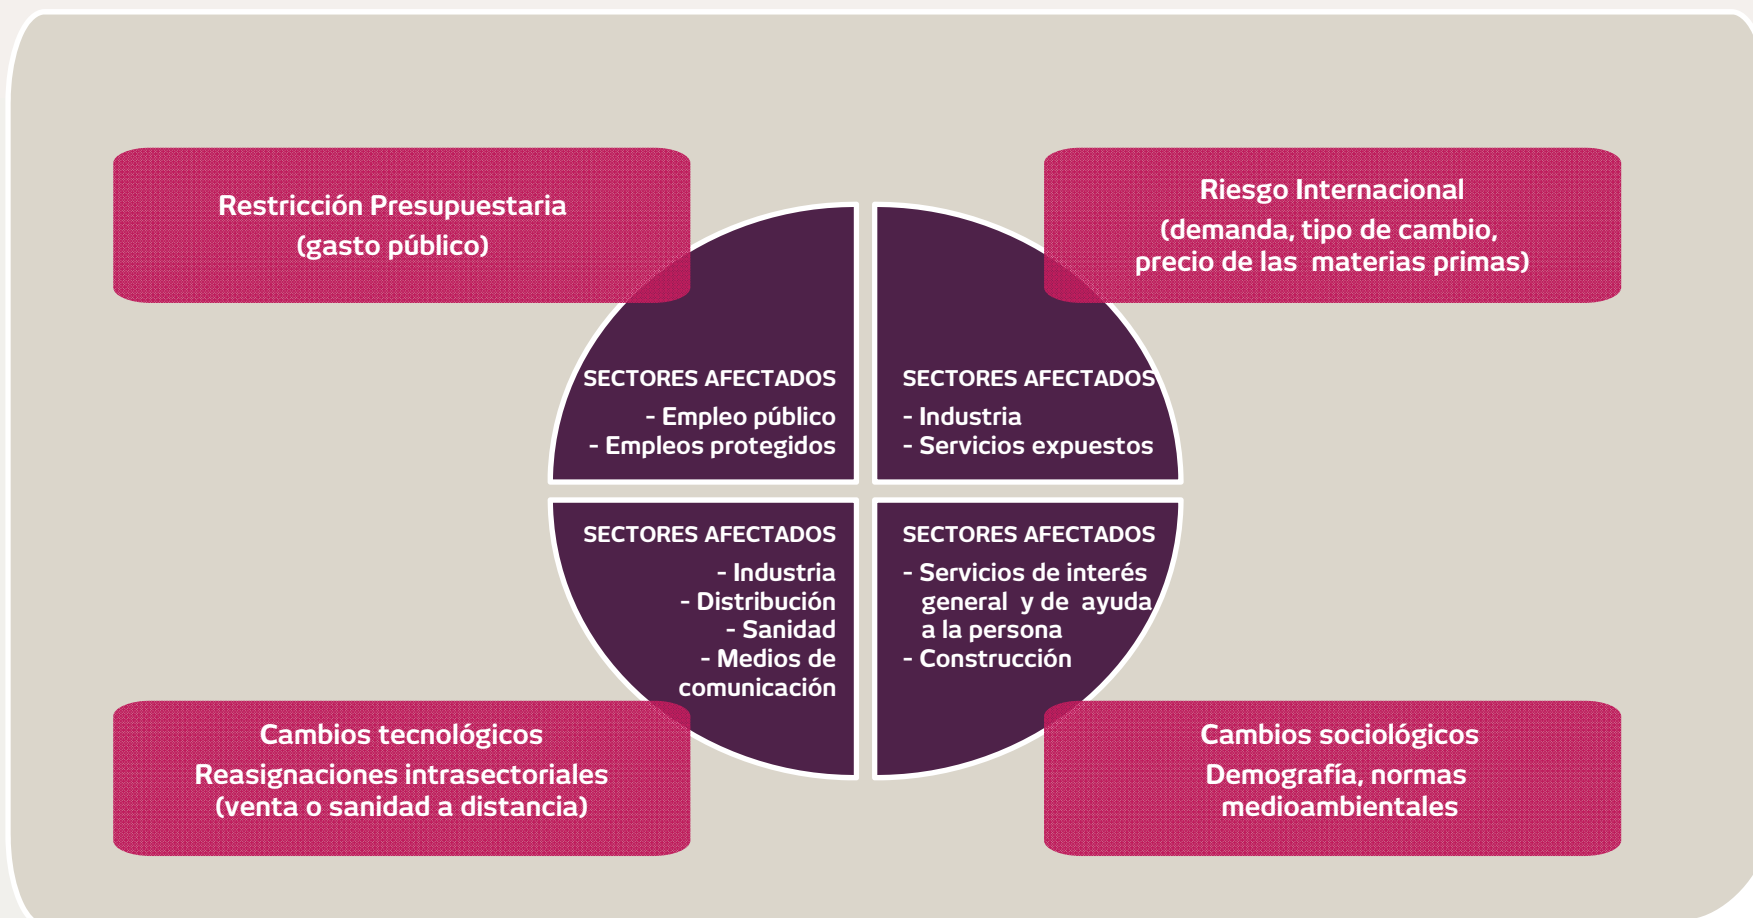 Restricción Presupuestaria
(gasto público)
Riesgo Internacional
(demanda, tipo de cambio,
precio de las materias primas)
SECTORES AFECTADOS
- Empleo público
- Empleos protegidos
SECTORES AFECTADOS
- Industria
- Servicios expuestos
SECTORES AFECTADOS
- Industria
- Distribución
- Sanidad
- Medios de
comunicación
SECTORES AFECTADOS
- Servicios de interés
general y de ayuda
a la persona
- Construcción
Cambios tecnológicos
Reasignaciones intrasectoriales
(venta o sanidad a distancia)
Cambios sociológicos
Demografía, normas
medioambientales